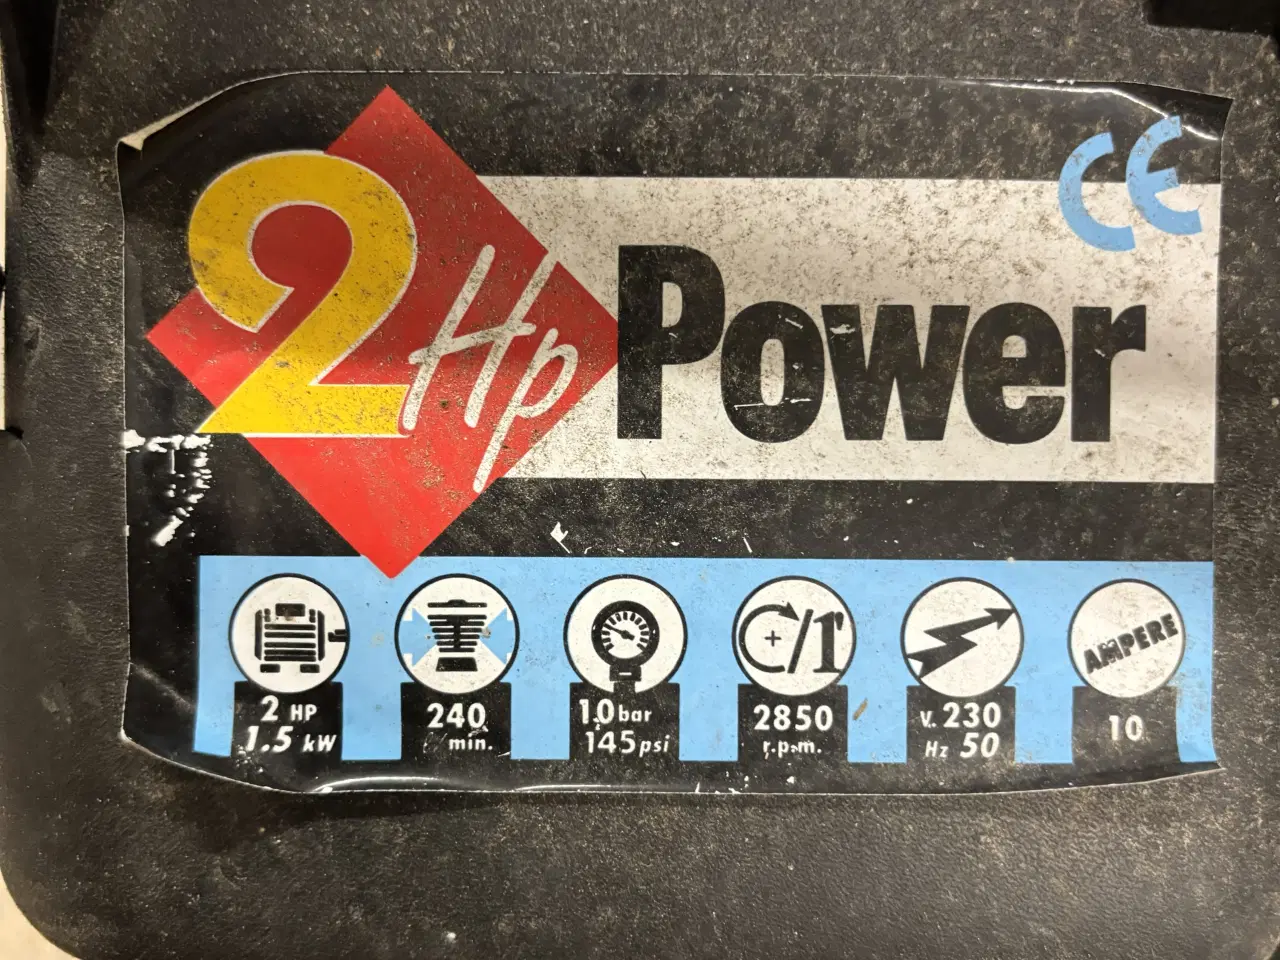 2 Hp Power
CE
C/1
AMPERE
2 HP
1.5 kW
240
min.
10 bar
145 psi
2850
r.p.m.
V. 230
Hz 50
10